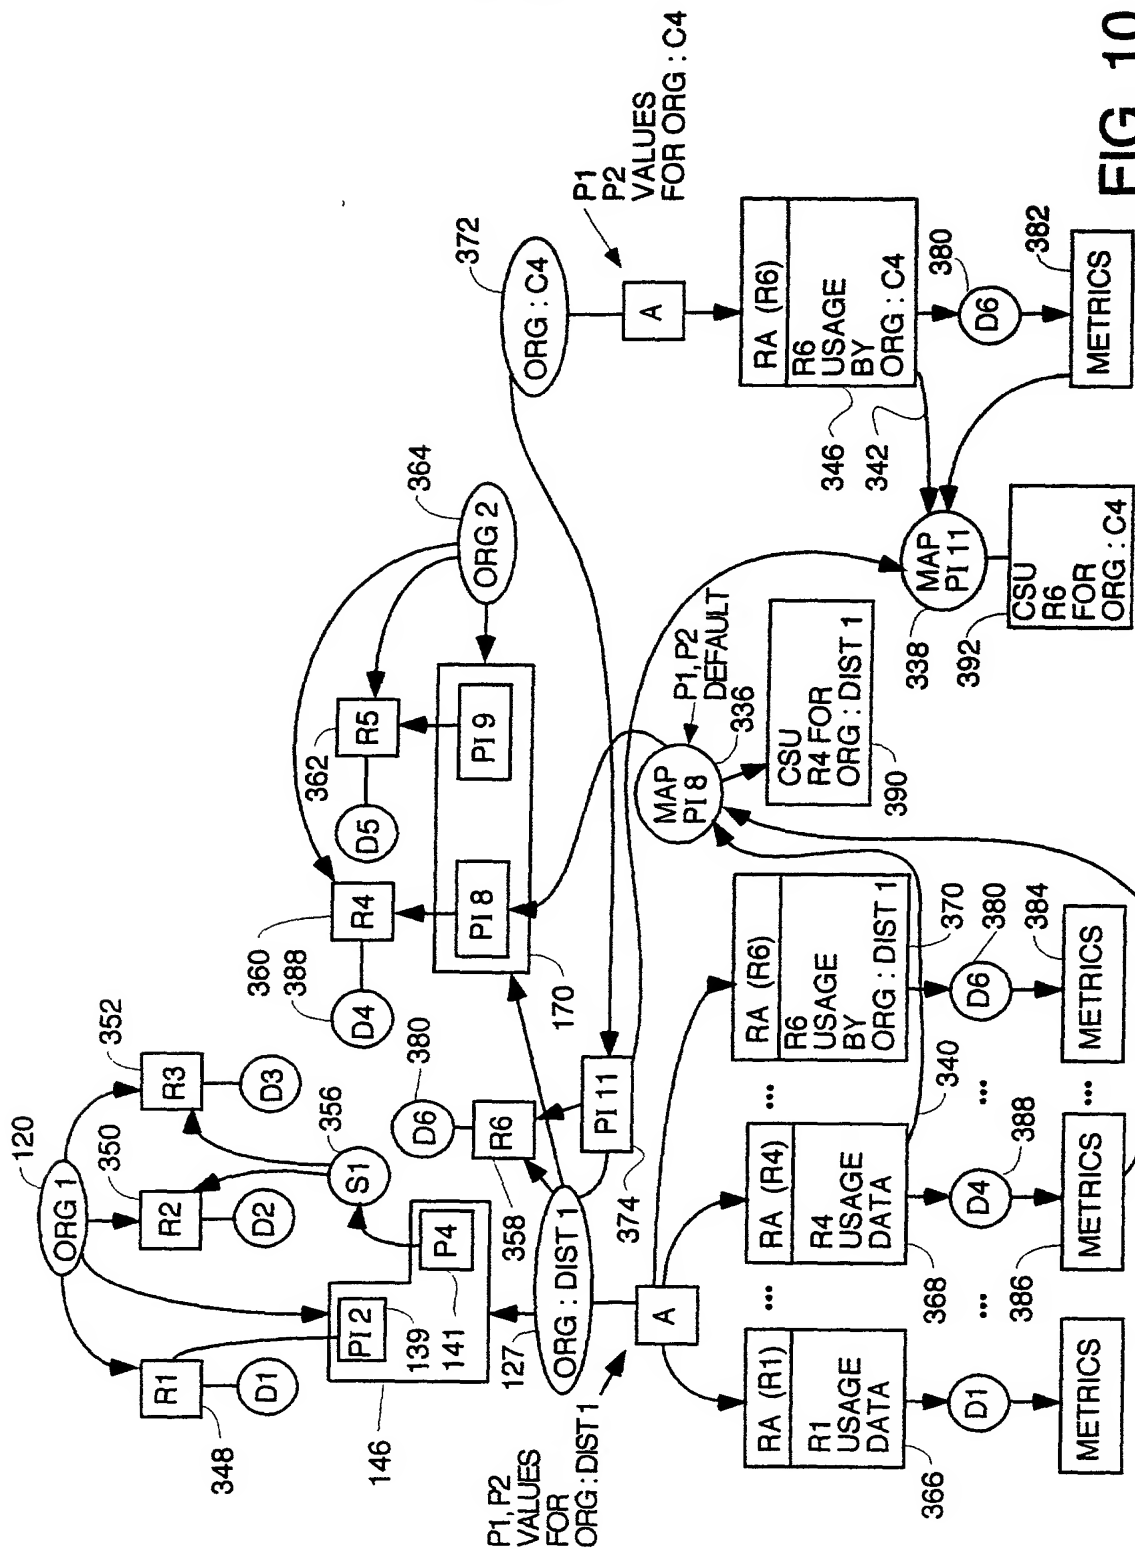 120
ORG 1
348
R1
D1
350
R2
D2
352
R3
D3
356
S1
146
PI 2
139
P4
141
380
D6
358
R6
360
R4
388
D4
362
R5
D5
364
ORG 2
PI 8
PI 9
170
372
ORG : C4
127
ORG : DIST 1
PI 11
374
P1, P2
VALUES
FOR
ORG : DIST1
A
P1
P2
VALUES
FOR ORG : C4
A
MAP
PI 8
336
P1, P2
DEFAULT
CSU
R4 FOR
ORG : DIST 1
390
RA (R1)
R1
USAGE
DATA
366
...
RA (R4)
R4
USAGE
DATA
368
...
RA (R6)
R6
USAGE
BY
ORG : DIST 1
370
340
RA (R6)
R6
USAGE
BY
ORG : C4
346
342
MAP
PI 11
338
CSU
R6
FOR
ORG : C4
392
D1
...
D4
388
...
D6
380
D6
380
METRICS
386
METRICS
...
METRICS
384
METRICS
382
FIG 10